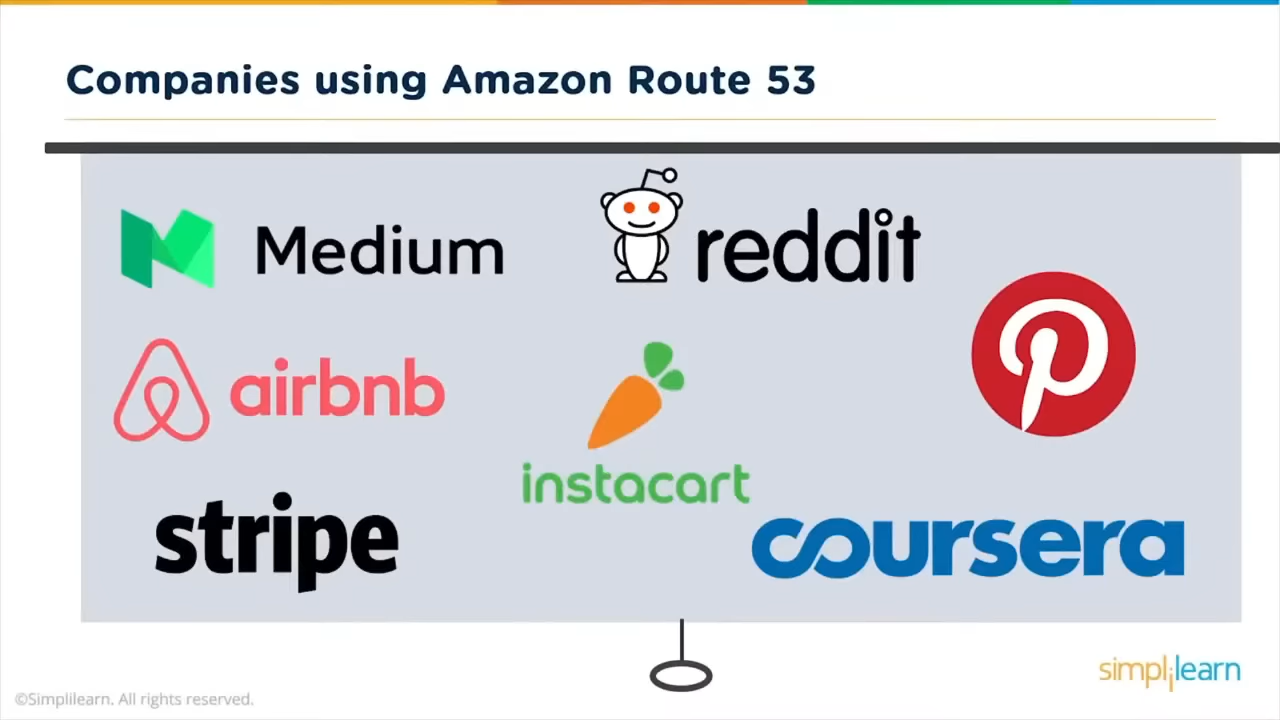 Companies using Amazon Route 53
Medium
reddit
airbnb
instacart
stripe
coursera
simplilearn
©Simplilearn. All rights reserved.